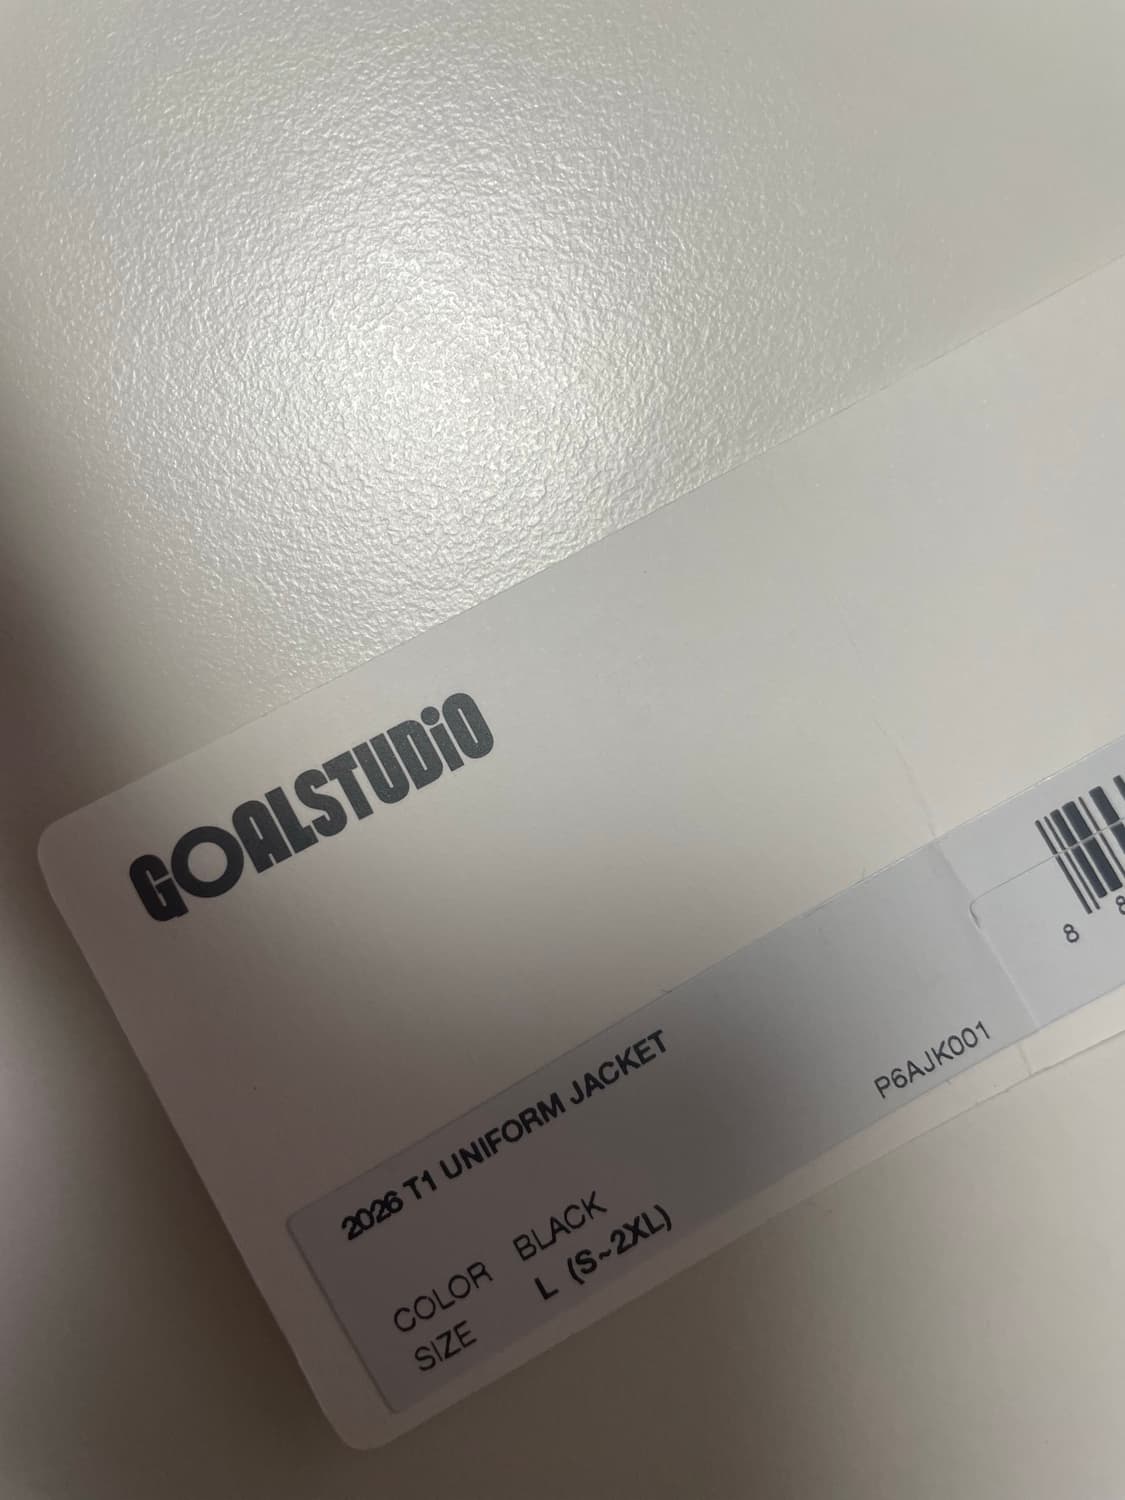 GOALSTUDiO
2026 T1 UNIFORM JACKET
P6AJK001
COLOR BLACK
SIZE L (S~2XL)
8